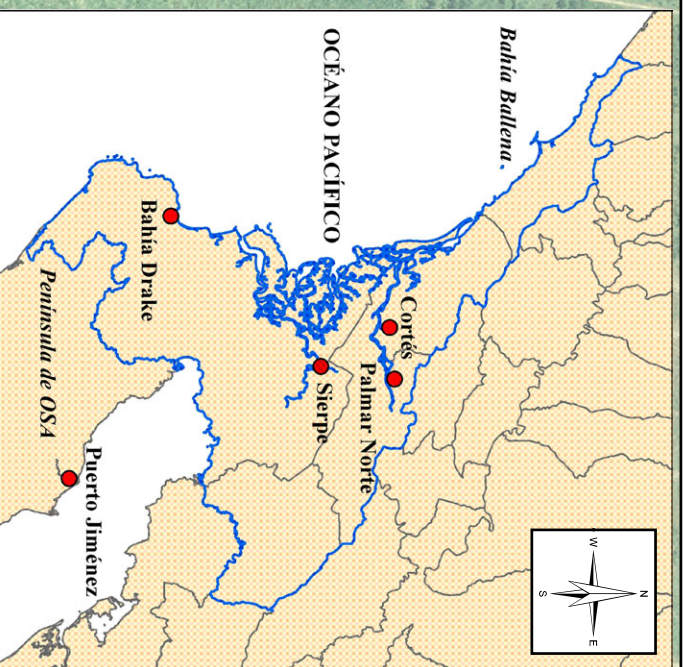 Bahía Ballena
OCÉANO PACÍFICO
Cortés
Palmar Norte
Sierpe
Bahía Drake
Península de OSA
Puerto Jiménez
N
W
E
S